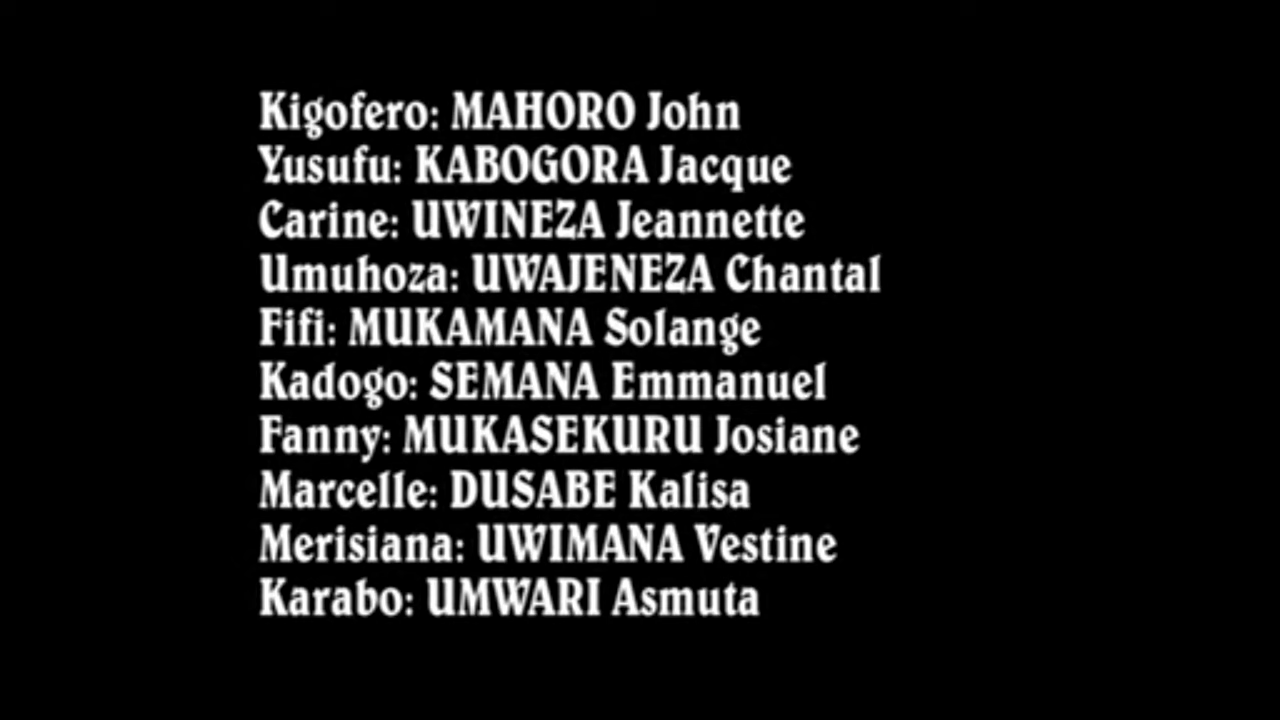 Kigofero: MAHORO John
Yusufu: KABOGORA Jacque
Carine: UWINEZA Jeannette
Umuhoza: UWAJENEZA Chantal
Fifi: MUKAMANA Solange
Kadogo: SEMANA Emmanuel
Fanny: MUKASEKURU Josiane
Marcelle: DUSABE Kalisa
Merisiana: UWIMANA Vestine
Karabo: UMWARI Asmuta